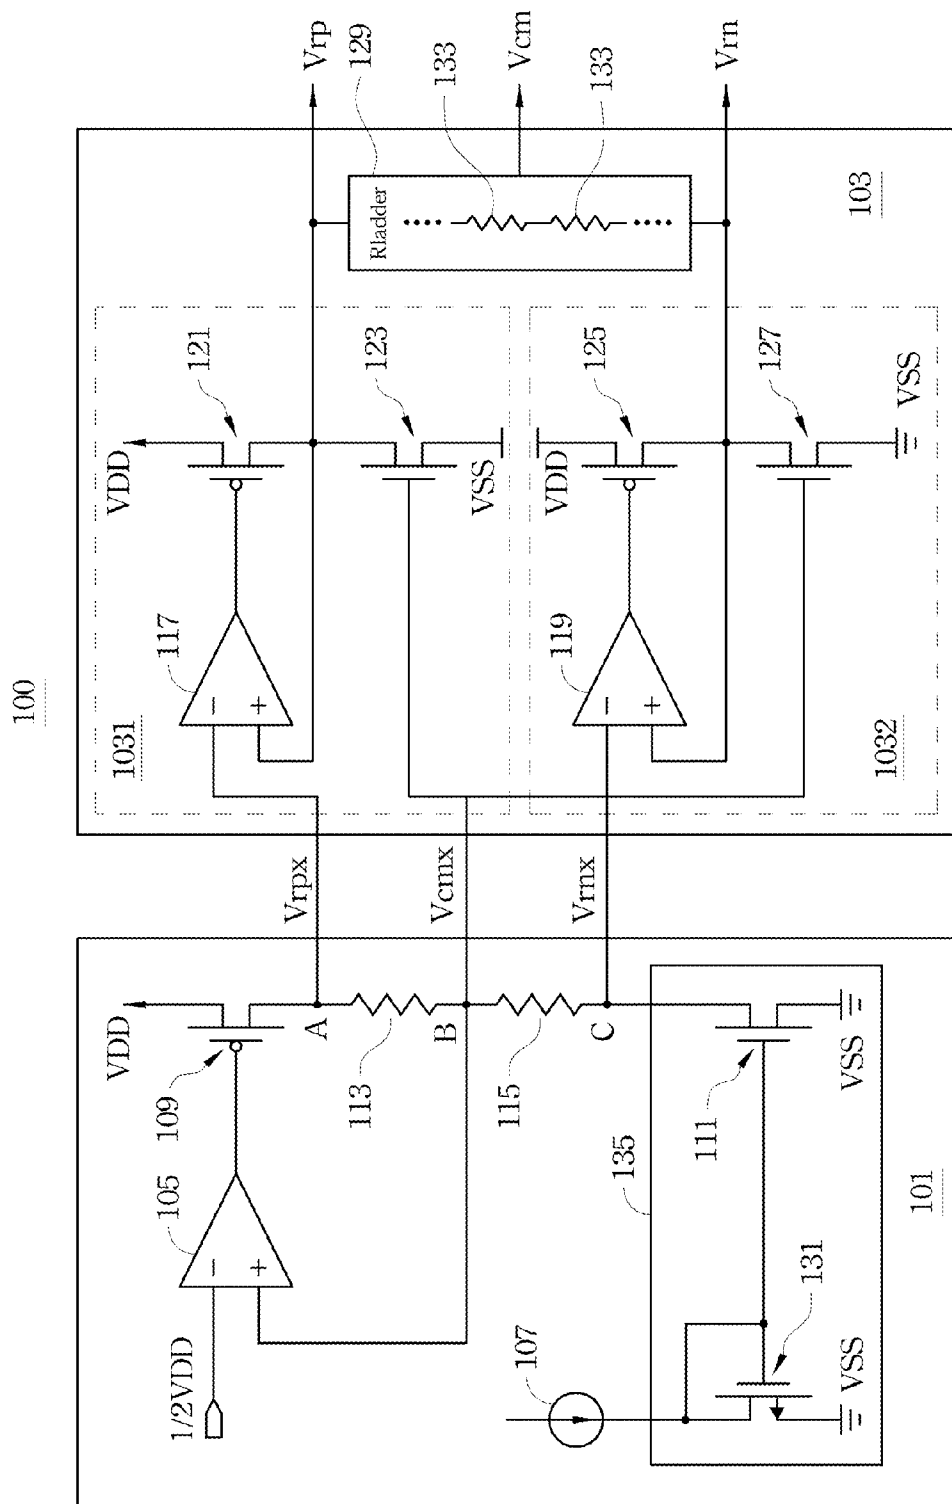 100
101
1/2VDD
105
109
VDD
A
113
B
115
C
107
135
111
131
VSS
VSS
Vrpx
Vcmx
Vrnx
103
1031
117
VDD
121
123
VSS
1032
119
VDD
125
127
VSS
Rladder
129
133
133
Vrp
Vcm
Vrn